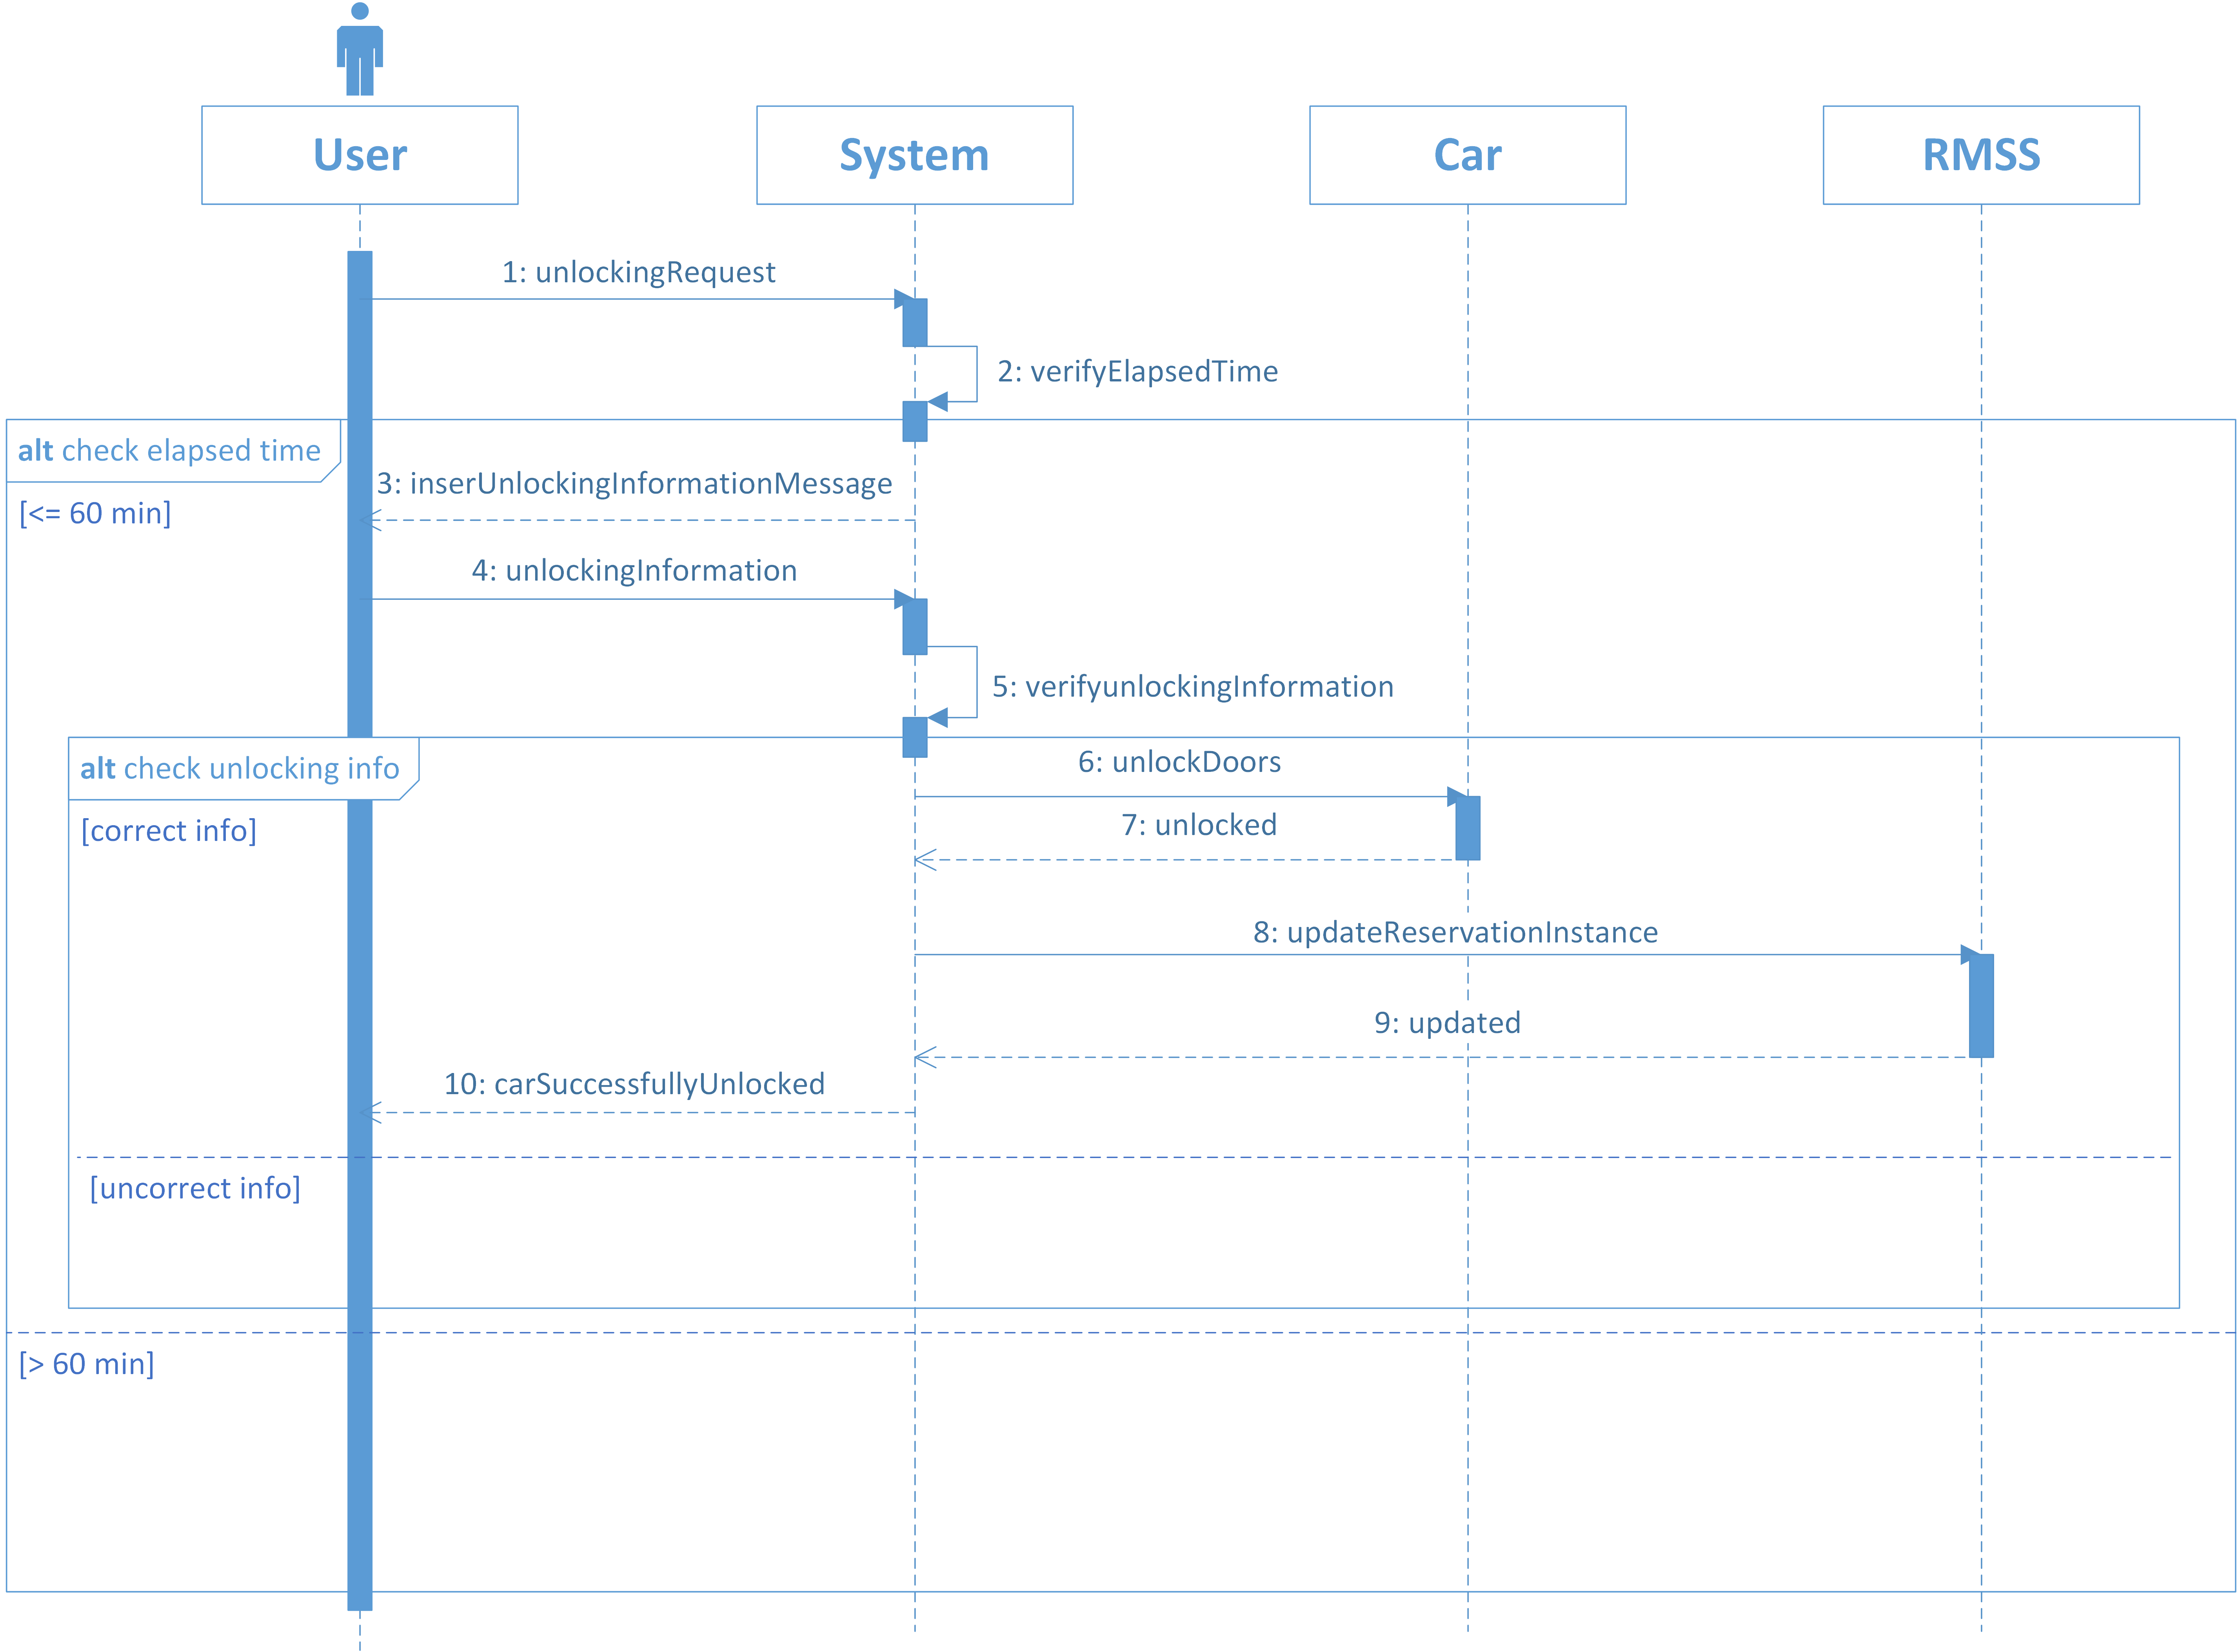 User
System
Car
RMSS
1: unlockingRequest
2: verifyElapsedTime
alt check elapsed time
3: inserUnlockingInformationMessage
[<= 60 min]
4: unlockingInformation
5: verifyunlockingInformation
alt check unlocking info
6: unlockDoors
7: unlocked
[correct info]
8: updateReservationInstance
9: updated
10: carSuccessfullyUnlocked
[uncorrect info]
[> 60 min]